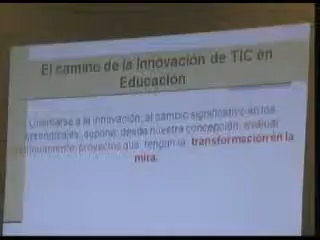 El camino de la Innovación de TIC en
Educación
Orientarse a la innovación, al cambio significativo en los
aprendizajes, supone, desde nuestra concepción, evaluar
continuamente proyectos que tengan la transformación en la
mira.